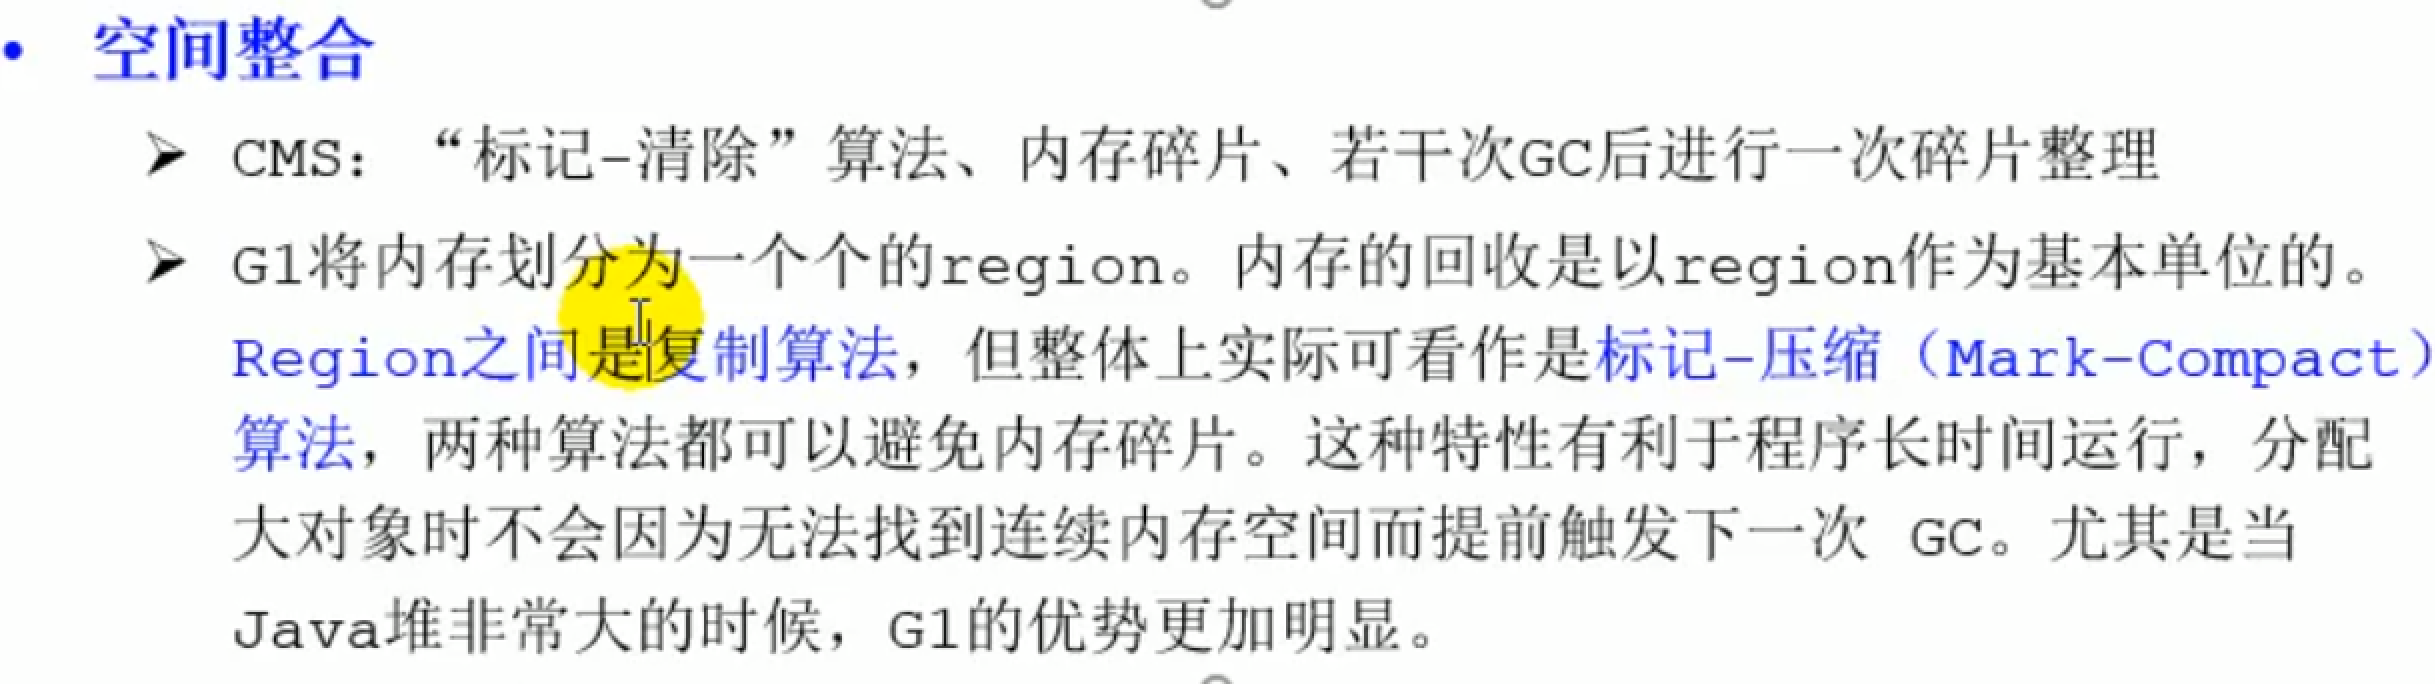 • 空间整合
➢ CMS：“标记-清除”算法、内存碎片、若干次GC后进行一次碎片整理
➢ G1将内存划分为一个个的region。内存的回收是以region作为基本单位的。
Region之间是复制算法，但整体上实际可看作是标记-压缩（Mark-Compact）
算法，两种算法都可以避免内存碎片。这种特性有利于程序长时间运行，分配
大对象时不会因为无法找到连续内存空间而提前触发下一次 GC。尤其是当
Java堆非常大的时候，G1的优势更加明显。